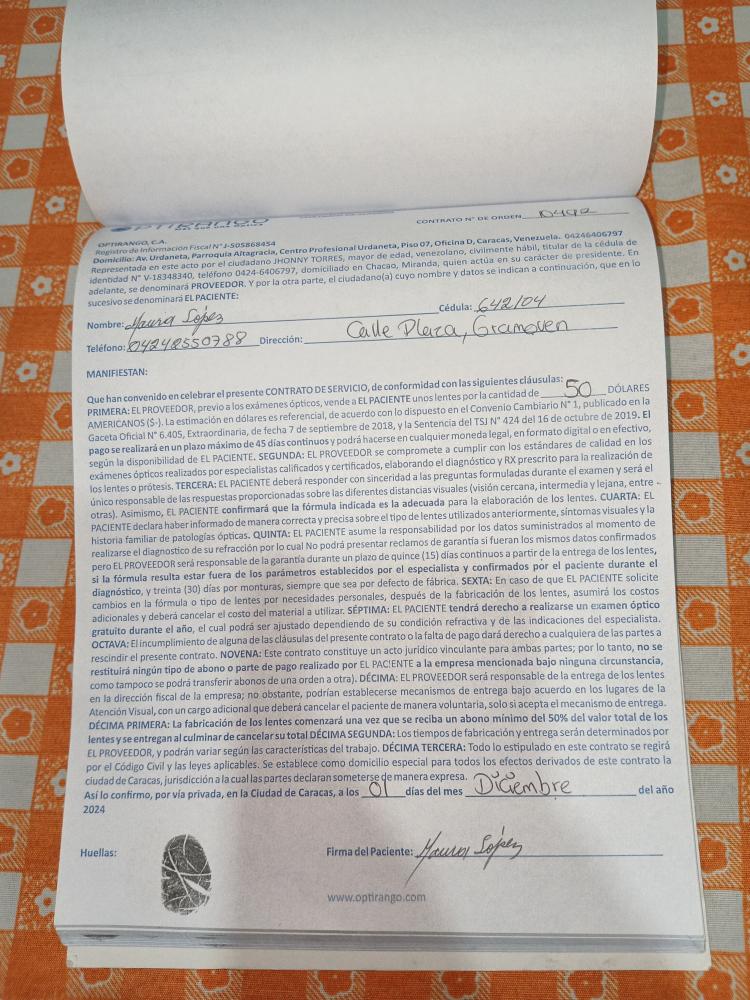 OPTIRANGO
CONTRATO N° DE ORDEN 0492
OPTIRANGO, C.A.
Registro de Información Fiscal N° J-505868454
Domicilio: Av. Urdaneta, Parroquia Altagracia, Centro Profesional Urdaneta, Piso 07, Oficina D, Caracas, Venezuela. 04246406797
Representada en este acto por el ciudadano JHONNY TORRES, mayor de edad, venezolano, civilmente hábil, titular de la cédula de
identidad N° V-18348340, teléfono 0424-6406797, domiciliado en Chacao, Miranda, quien actúa en su carácter de presidente. En
adelante, se denominará PROVEEDOR. Y por la otra parte, el ciudadano(a) cuyo nombre y datos se indican a continuación, que en lo
sucesivo se denominará EL PACIENTE:
Nombre: Maura López Cédula: 642104
Teléfono: 04242550788 Dirección: Calle Plaza, Gramoven
MANIFIESTAN:
Que han convenido en celebrar el presente CONTRATO DE SERVICIO, de conformidad con las siguientes cláusulas:
PRIMERA: EL PROVEEDOR, previo a los exámenes ópticos, vende a EL PACIENTE unos lentes por la cantidad de 50 DÓLARES
AMERICANOS ($-). La estimación en dólares es referencial, de acuerdo con lo dispuesto en el Convenio Cambiario N° 1, publicado en la
Gaceta Oficial N° 6.405, Extraordinaria, de fecha 7 de septiembre de 2018, y la Sentencia del TSJ N° 424 del 16 de octubre de 2019. El
pago se realizará en un plazo máximo de 45 días continuos y podrá hacerse en cualquier moneda legal, en formato digital o en efectivo,
según la disponibilidad de EL PACIENTE. SEGUNDA: EL PROVEEDOR se compromete a cumplir con los estándares de calidad en los
exámenes ópticos realizados por especialistas calificados y certificados, elaborando el diagnóstico y RX prescrito para la realización de
los lentes o prótesis. TERCERA: EL PACIENTE deberá responder con sinceridad a las preguntas formuladas durante el examen y será el
único responsable de las respuestas proporcionadas sobre las diferentes distancias visuales (visión cercana, intermedia y lejana, entre
otras). Asimismo, EL PACIENTE confirmará que la fórmula indicada es la adecuada para la elaboración de los lentes. CUARTA: EL
PACIENTE declara haber informado de manera correcta y precisa sobre el tipo de lentes utilizados anteriormente, síntomas visuales y la
historia familiar de patologías ópticas. QUINTA: EL PACIENTE asume la responsabilidad por los datos suministrados al momento de
realizarse el diagnostico de su refracción por lo cual No podrá presentar reclamos de garantía si fueran los mismos datos confirmados
pero EL PROVEEDOR será responsable de la garantía durante un plazo de quince (15) días continuos a partir de la entrega de los lentes,
si la fórmula resulta estar fuera de los parámetros establecidos por el especialista y confirmados por el paciente durante el
diagnóstico, y treinta (30) días por monturas, siempre que sea por defecto de fábrica. SEXTA: En caso de que EL PACIENTE solicite
cambios en la fórmula o tipo de lentes por necesidades personales, después de la fabricación de los lentes, asumirá los costos
adicionales y deberá cancelar el costo del material a utilizar. SÉPTIMA: EL PACIENTE tendrá derecho a realizarse un examen óptico
gratuito durante el año, el cual podrá ser ajustado dependiendo de su condición refractiva y de las indicaciones del especialista.
OCTAVA: El incumplimiento de alguna de las cláusulas del presente contrato o la falta de pago dará derecho a cualquiera de las partes a
rescindir el presente contrato. NOVENA: Este contrato constituye un acto jurídico vinculante para ambas partes; por lo tanto, no se
restituirá ningún tipo de abono o parte de pago realizado por EL PACIENTE a la empresa mencionada bajo ninguna circunstancia,
como tampoco se podrá transferir abonos de una orden a otra). DÉCIMA: EL PROVEEDOR será responsable de la entrega de los lentes
en la dirección fiscal de la empresa; no obstante, podrían establecerse mecanismos de entrega bajo acuerdo en los lugares de la
Atención Visual, con un cargo adicional que deberá cancelar el paciente de manera voluntaria, solo si acepta el mecanismo de entrega.
DÉCIMA PRIMERA: La fabricación de los lentes comenzará una vez que se reciba un abono mínimo del 50% del valor total de los
lentes y se entregan al culminar de cancelar su total DÉCIMA SEGUNDA: Los tiempos de fabricación y entrega serán determinados por
EL PROVEEDOR, y podrán variar según las características del trabajo. DÉCIMA TERCERA: Todo lo estipulado en este contrato se regirá
por el Código Civil y las leyes aplicables. Se establece como domicilio especial para todos los efectos derivados de este contrato la
ciudad de Caracas, jurisdicción a la cual las partes declaran someterse de manera expresa.
Así lo confirmo, por vía privada, en la Ciudad de Caracas, a los 01 días del mes Diciembre del año
2024
Huellas: Firma del Paciente: Maura López
www.optirango.com